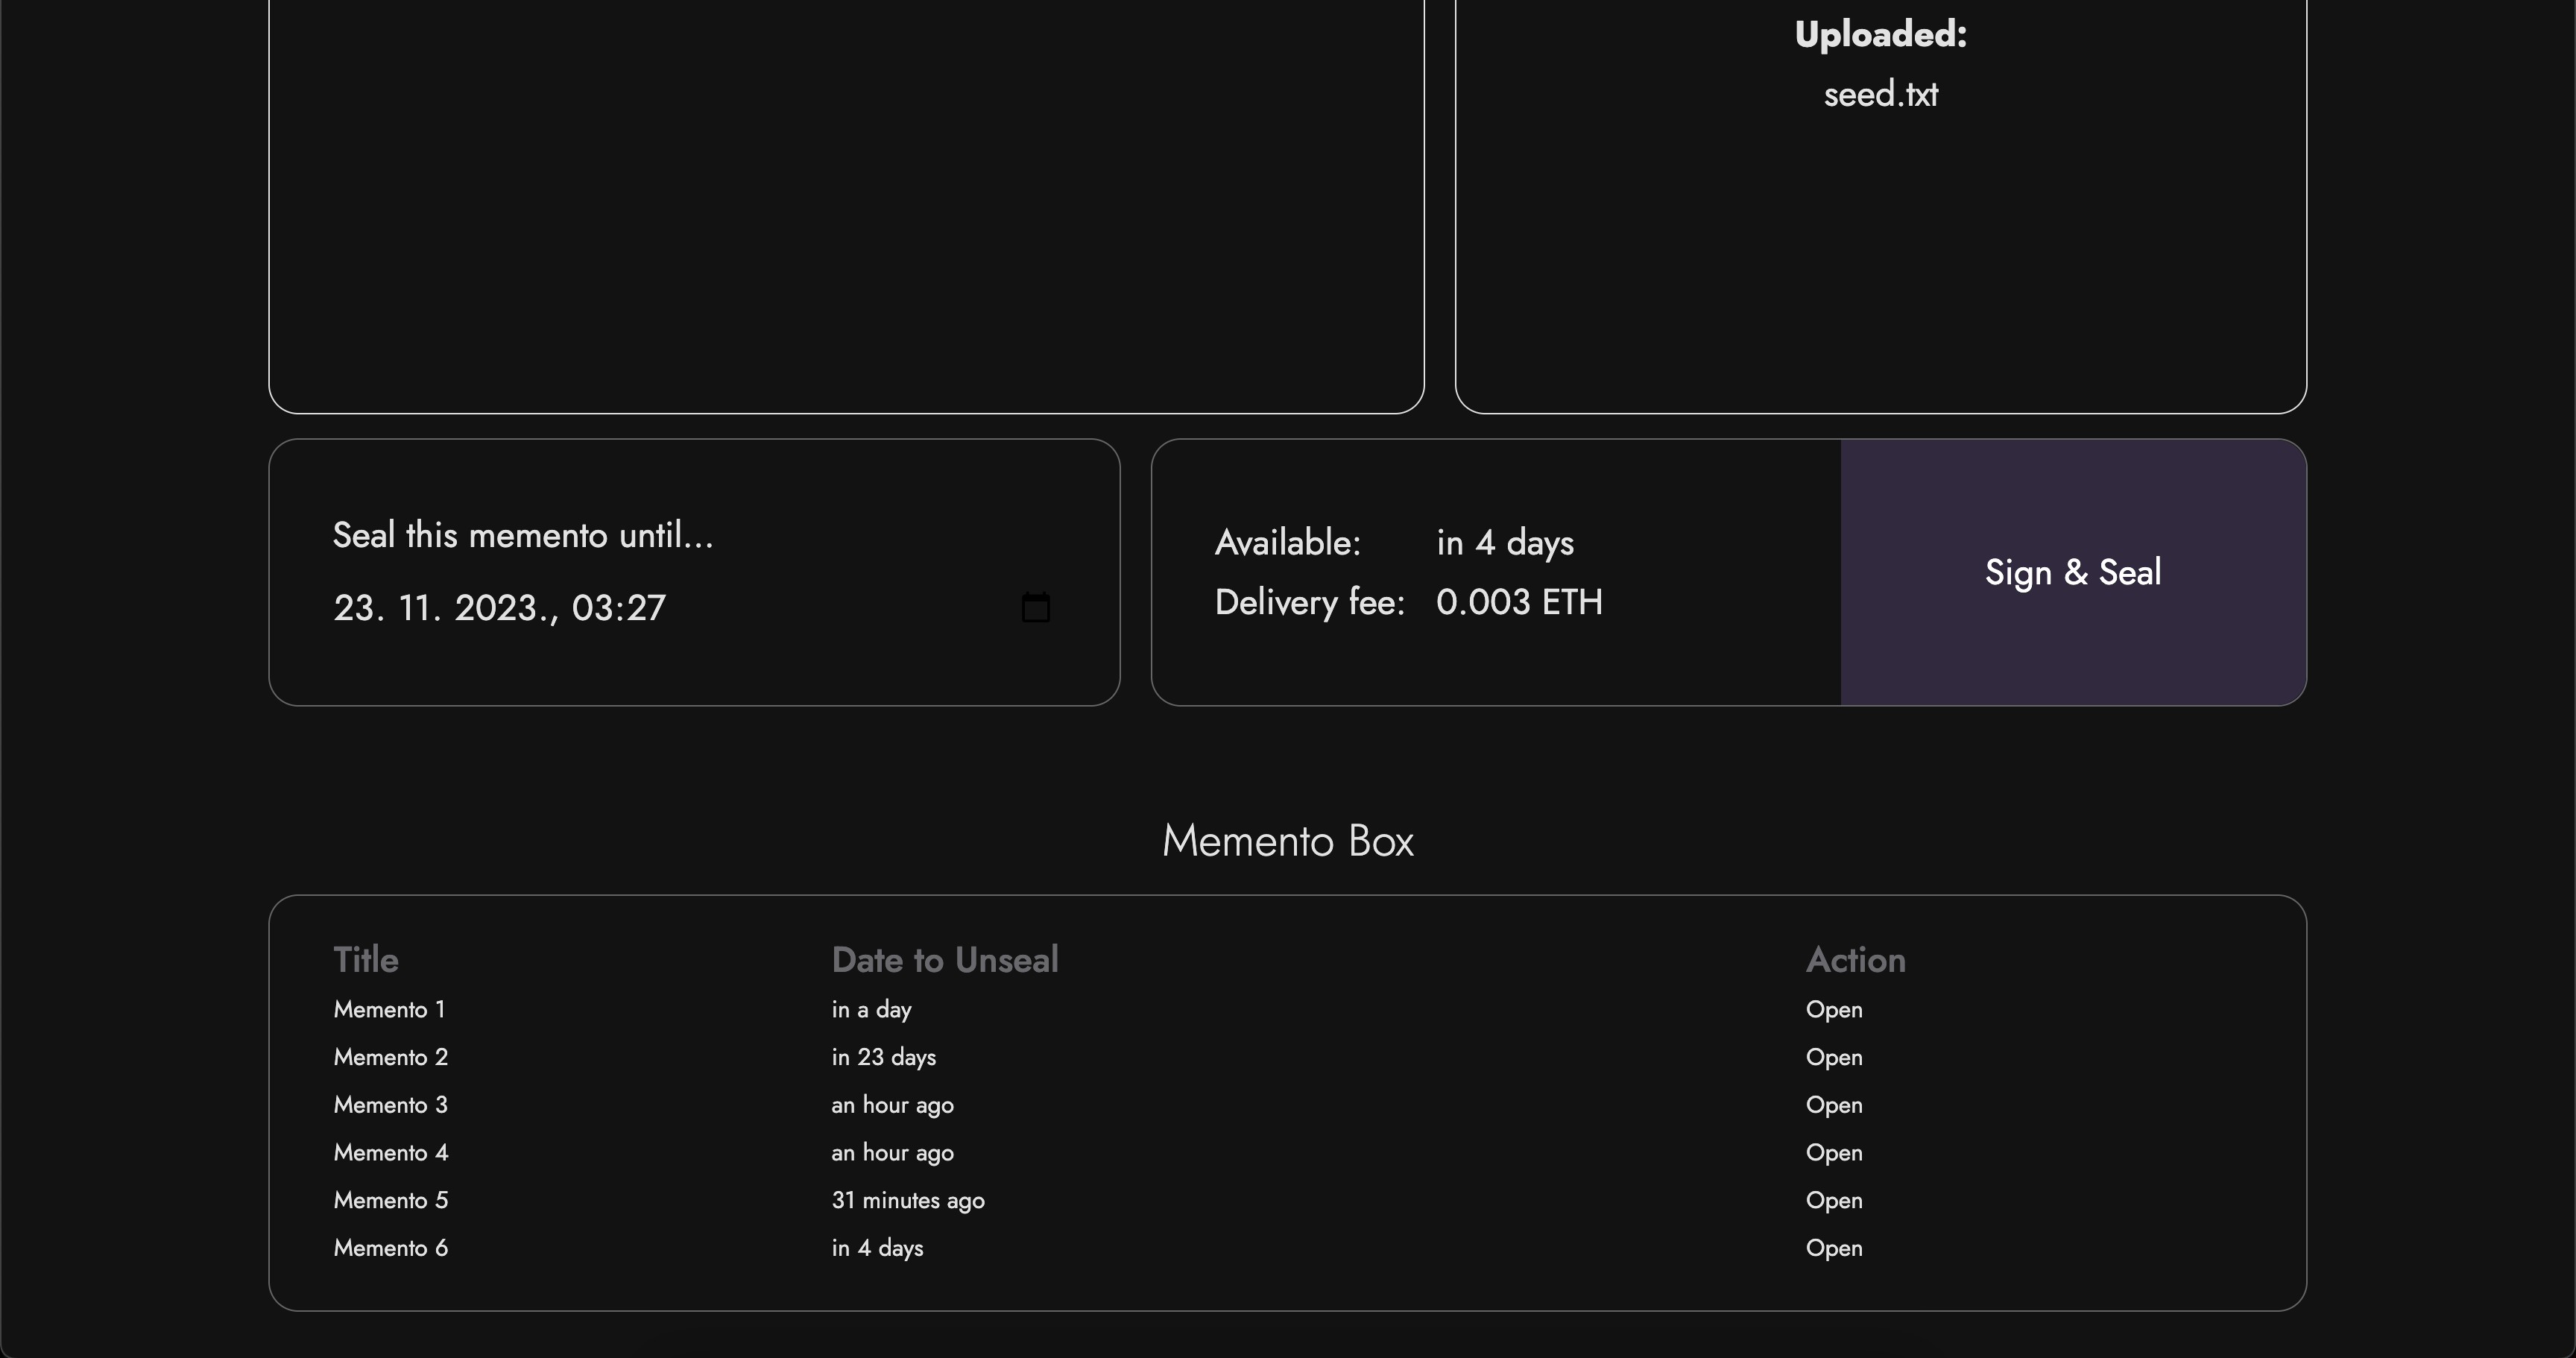 Uploaded:
seed.txt
Seal this memento until...
23. 11. 2023., 03:27
Available: in 4 days
Delivery fee: 0.003 ETH
Sign & Seal
Memento Box
Title Date to Unseal Action
Memento 1 in a day Open
Memento 2 in 23 days Open
Memento 3 an hour ago Open
Memento 4 an hour ago Open
Memento 5 31 minutes ago Open
Memento 6 in 4 days Open